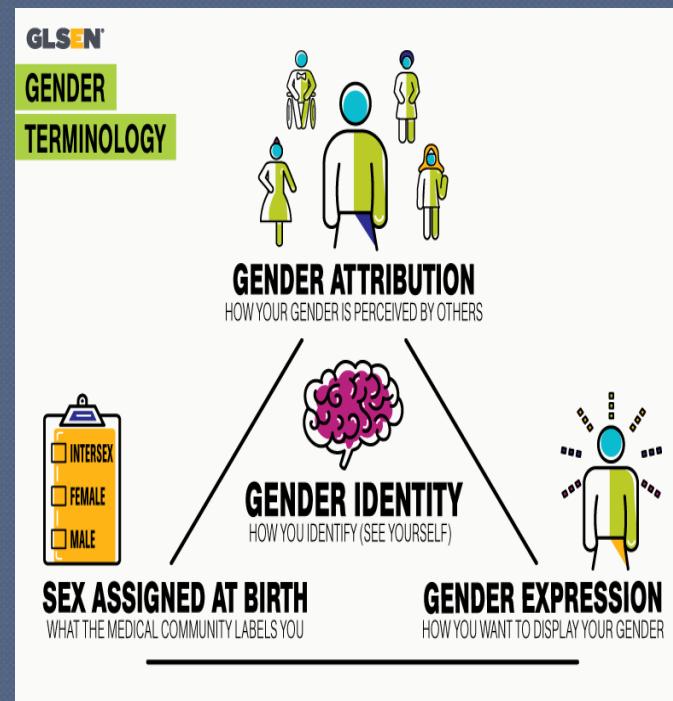 GLSEN
GENDER
TERMINOLOGY
GENDER ATTRIBUTION
HOW YOUR GENDER IS PERCEIVED BY OTHERS
INTERSEX
FEMALE
MALE
GENDER IDENTITY
HOW YOU IDENTIFY (SEE YOURSELF)
SEX ASSIGNED AT BIRTH
WHAT THE MEDICAL COMMUNITY LABELS YOU
GENDER EXPRESSION
HOW YOU WANT TO DISPLAY YOUR GENDER